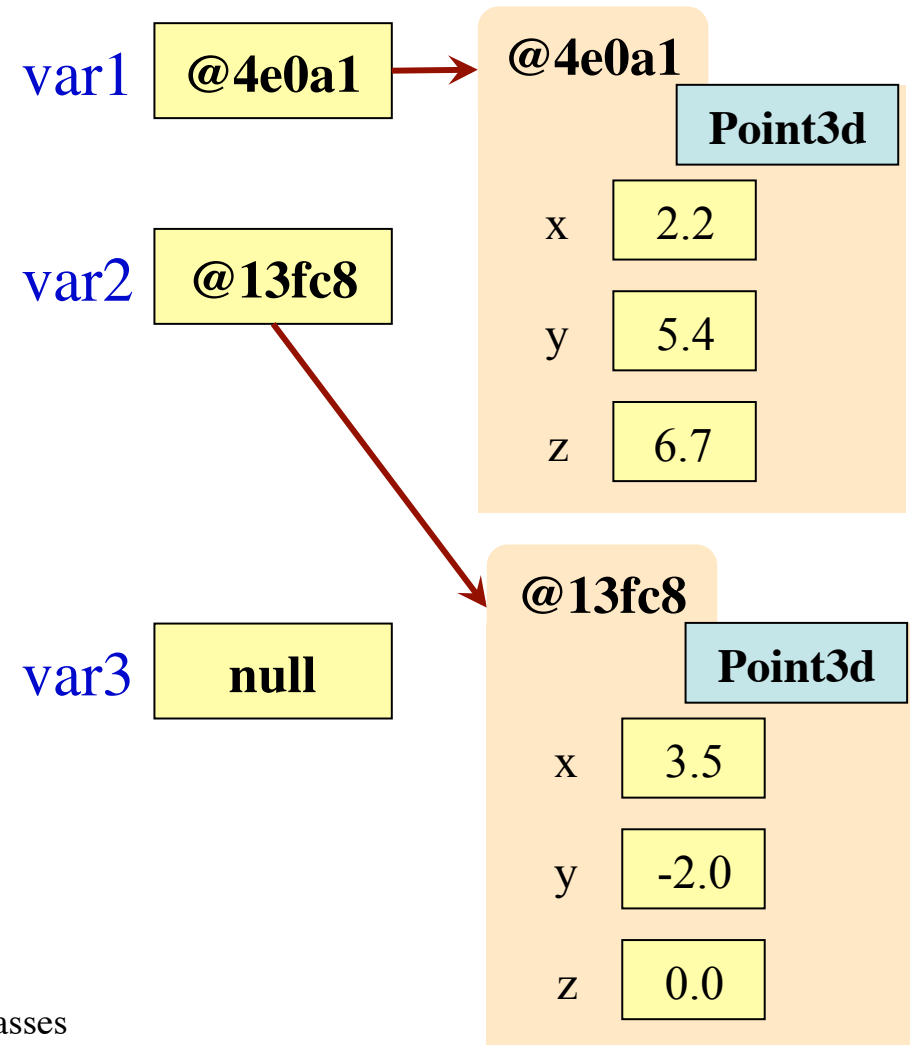 var1 @4e0a1
@4e0a1
Point3d
x 2.2
y 5.4
z 6.7
var2 @13fc8
@13fc8
Point3d
x 3.5
y -2.0
z 0.0
var3 null
asses